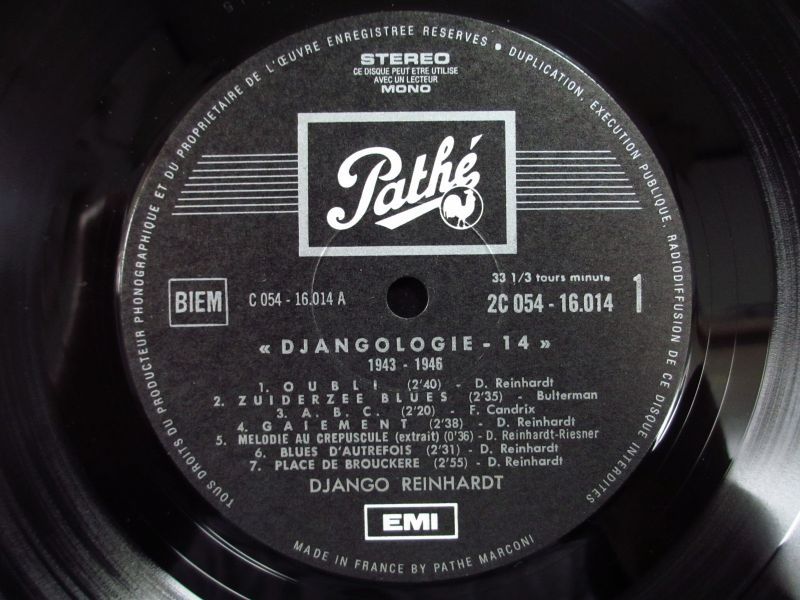 TOUS DROITS DU PRODUCTEUR PHONOGRAPHIQUE ET DU PROPRIETAIRE DE L'ŒUVRE ENREGISTREE RESERVES • DUPLICATION, EXECUTION PUBLIQUE, RADIODIFFUSION DE CE DISQUE INTERDITES
STEREO
CE DISQUE PEUT ETRE UTILISE
AVEC UN LECTEUR
MONO
Pathé
33 1/3 tours minute
BIEM C 054 - 16.014 A 2C 054 - 16.014 1
« DJANGOLOGIE - 14 »
1943 - 1946
1. OUBLI (2'40) - D. Reinhardt
2. ZUIDERZEE BLUES (2'35) - Bulterman
3. A. B. C. (2'20) - F. Candrix
4. GAIEMENT (2'38) - D. Reinhardt
5 MELODIE AU CREPUSCULE (extrait) (0'36) - D. Reinhardt-Riesner
6. BLUES D'AUTREFOIS (2'31) - D. Reinhardt
7. PLACE DE BROUCKERE (2'55) - D. Reinhardt
DJANGO REINHARDT
EMI
MADE IN FRANCE BY PATHE MARCONI